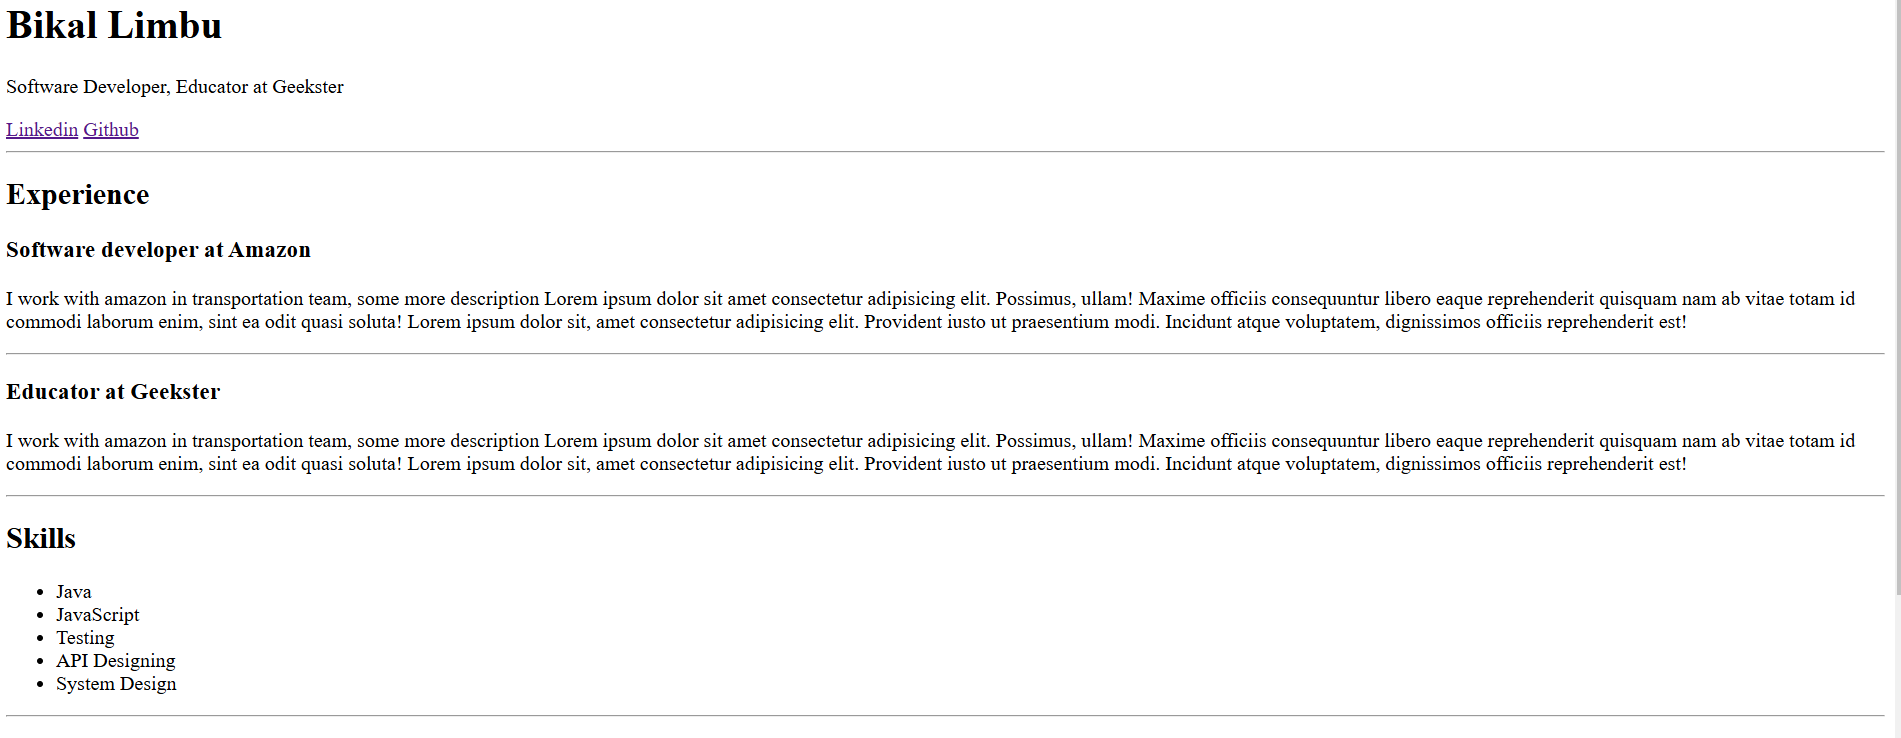 Bikal Limbu
Software Developer, Educator at Geekster
Linkedin Github
Experience
Software developer at Amazon
I work with amazon in transportation team, some more description Lorem ipsum dolor sit amet consectetur adipisicing elit. Possimus, ullam! Maxime officiis consequuntur libero eaque reprehenderit quisquam nam ab vitae totam id
commodi laborum enim, sint ea odit quasi soluta! Lorem ipsum dolor sit, amet consectetur adipisicing elit. Provident iusto ut praesentium modi. Incidunt atque voluptatem, dignissimos officiis reprehenderit est!
Educator at Geekster
I work with amazon in transportation team, some more description Lorem ipsum dolor sit amet consectetur adipisicing elit. Possimus, ullam! Maxime officiis consequuntur libero eaque reprehenderit quisquam nam ab vitae totam id
commodi laborum enim, sint ea odit quasi soluta! Lorem ipsum dolor sit, amet consectetur adipisicing elit. Provident iusto ut praesentium modi. Incidunt atque voluptatem, dignissimos officiis reprehenderit est!
Skills
• Java
• JavaScript
• Testing
• API Designing
• System Design